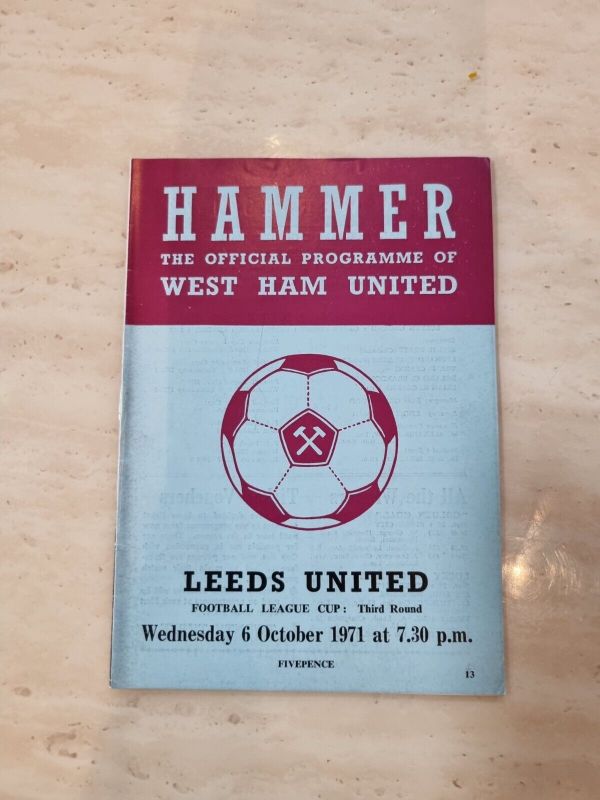 HAMMER
THE OFFICIAL PROGRAMME OF
WEST HAM UNITED
LEEDS UNITED
FOOTBALL LEAGUE CUP: Third Round
Wednesday 6 October 1971 at 7.30 p.m.
FIVEPENCE
13